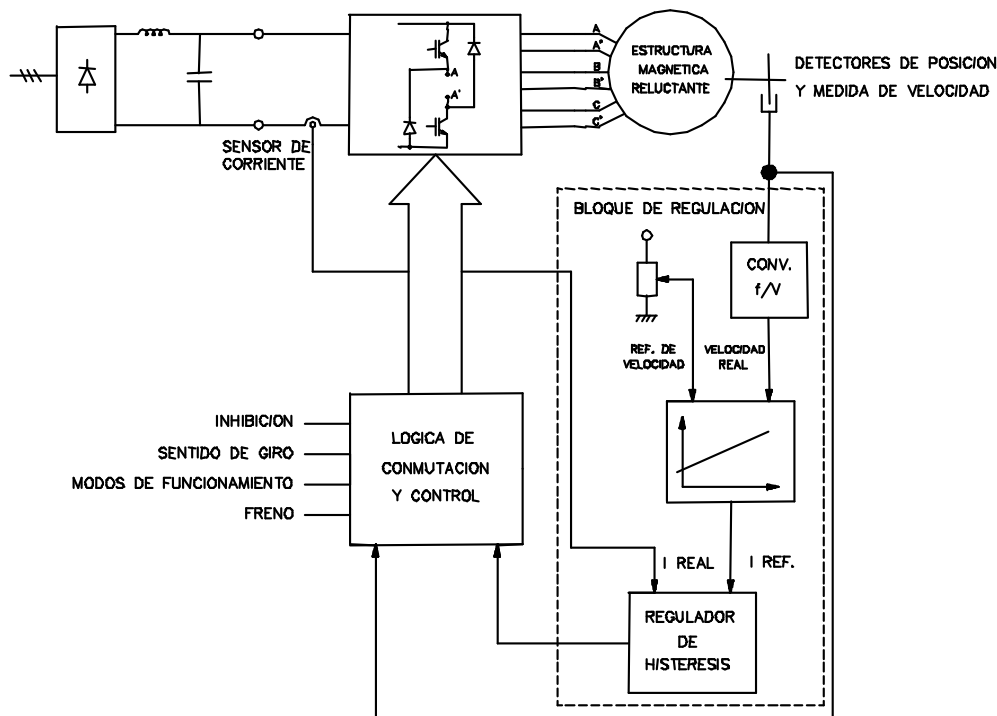 A
A'
A
A'
B
B'
C
C'
ESTRUCTURA
MAGNETICA
RELUCTANTE
DETECTORES DE POSICION
Y MEDIDA DE VELOCIDAD
SENSOR DE
CORRIENTE
BLOQUE DE REGULACION
CONV.
f/V
REF. DE
VELOCIDAD
VELOCIDAD
REAL
INHIBICION
SENTIDO DE GIRO
MODOS DE FUNCIONAMIENTO
FRENO
LOGICA DE
CONMUTACION
Y CONTROL
I REAL
I REF.
REGULADOR
DE
HISTERESIS